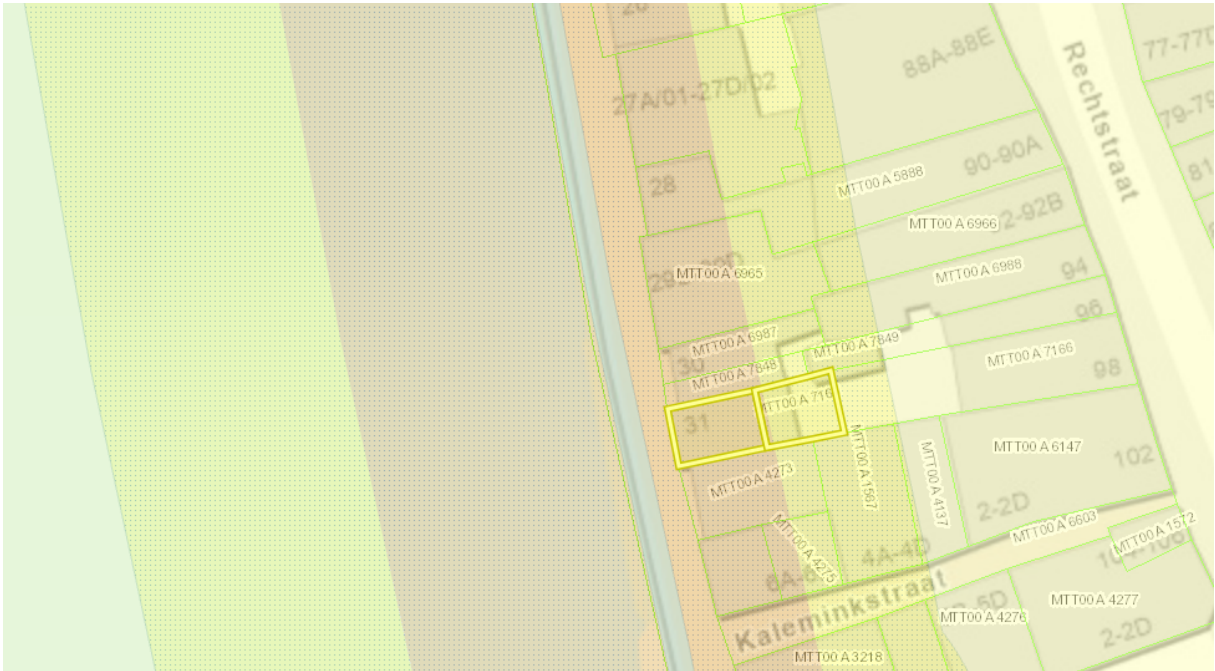 88A-88E
77-77D
27A/01-27D/02
Rechtstraat
79-79
90-90A
28
MTT00 A 5888
81
2-92B
MTT00 A 6966
MTT00 A 6965
MTT00 A 6988
94
96
MTT00 A 6987
MTT00 A 7849
MTT00 A 7166
30
MTT00 A 7848
98
MTT00 A 716
31
MTT00 A 4273
MTT00 A 1567
MTT00 A 4137
MTT00 A 6147
102
2-2D
MTT00 A 6603
MTT00 A 1572
MTT00 A 4275
4A-4D
Kaleminkstraat
MTT00 A 4276
MTT00 A 4277
2-2D
MTT00 A 3218